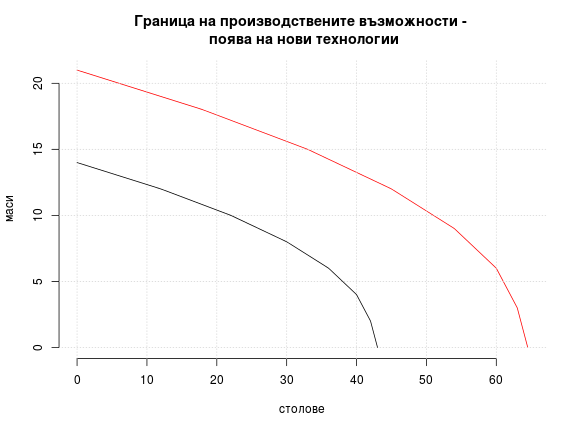 Граница на производствените възможности -
поява на нови технологии
20
15
10
5
0
маси
0 10 20 30 40 50 60
столове